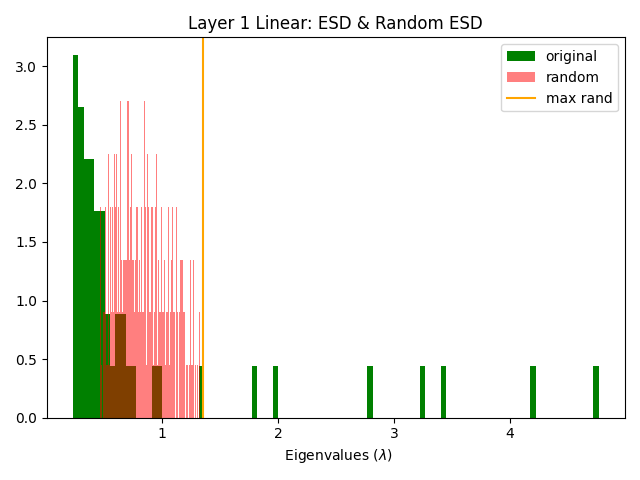 Layer 1 Linear: ESD & Random ESD
original
random
max rand
3.0
2.5
2.0
1.5
1.0
0.5
0.0
1
2
3
4
Eigenvalues (λ)